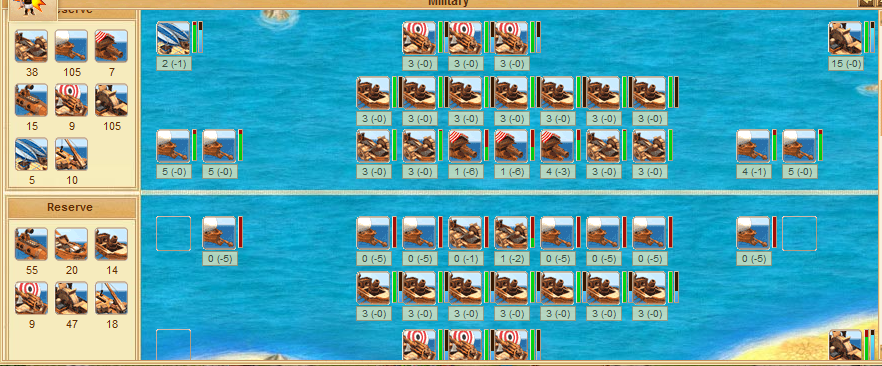 Military
Reserve
38 105 7
15 9 105
5 10
2 (-1) 3 (-0) 3 (-0) 3 (-0) 15 (-0)
3 (-0) 3 (-0) 3 (-0) 3 (-0) 3 (-0) 3 (-0) 3 (-0)
5 (-0) 5 (-0) 3 (-0) 3 (-0) 1 (-6) 1 (-6) 4 (-3) 3 (-0) 3 (-0) 4 (-1) 5 (-0)
Reserve
55 20 14
9 47 18
0 (-5) 0 (-5) 0 (-5) 0 (-1) 1 (-2) 0 (-5) 0 (-5) 0 (-5) 0 (-5)
3 (-0) 3 (-0) 3 (-0) 3 (-0) 3 (-0) 3 (-0) 3 (-0)